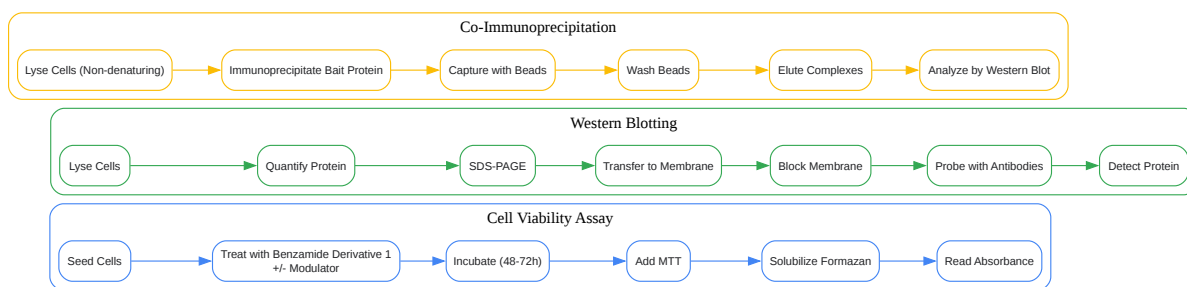 Co-Immunoprecipitation
Lyse Cells (Non-denaturing)
Immunoprecipitate Bait Protein
Capture with Beads
Wash Beads
Elute Complexes
Analyze by Western Blot
Western Blotting
Lyse Cells
Quantify Protein
SDS-PAGE
Transfer to Membrane
Block Membrane
Probe with Antibodies
Detect Protein
Cell Viability Assay
Seed Cells
Treat with Benzamide Derivative 1
+/- Modulator
Incubate (48-72h)
Add MTT
Solubilize Formazan
Read Absorbance